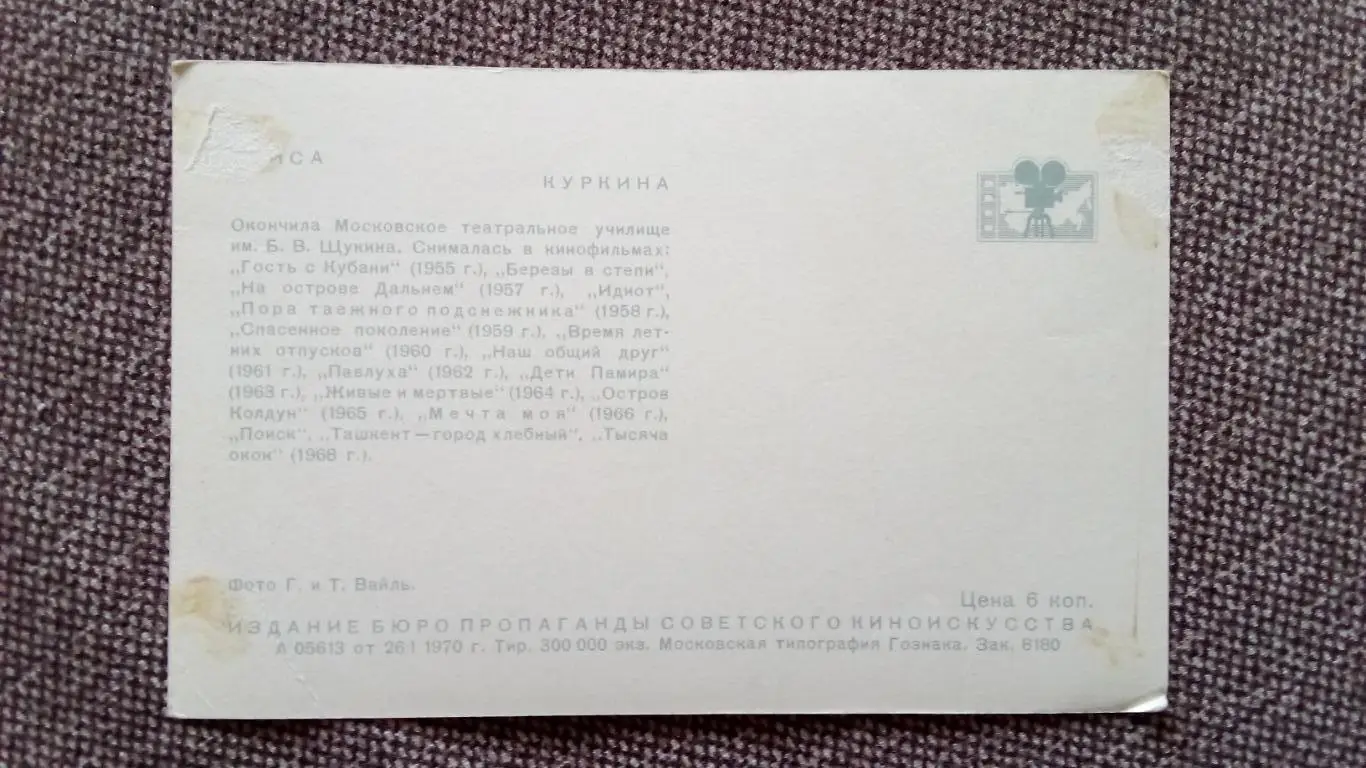 ИСА
КУРКИНА
Окончила Московское театральное училище
им. Б. В. Щукина. Снималась в кинофильмах:
„Гость с Кубани“ (1955 г.), „Березы в степи“,
„На острове Дальнем“ (1957 г.), „Идиот“,
„Пора таежного подснежника“ (1958 г.),
„Спасенное поколение“ (1959 г.), „Время лет-
них отпусков“ (1960 г.), „Наш общий друг“
(1961 г.), „Павлуха“ (1962 г.), „Дети Памира“
(1963 г.), „Живые и мертвые“ (1964 г.), „Остров
Колдун“ (1965 г.), „Мечта моя“ (1966 г.),
„Поиск“, „Ташкент — город хлебный“, „Тысяча
окон“ (1968 г.).
Фото Г. и Т. Вайль.
Цена 6 коп.
ИЗДАНИЕ БЮРО ПРОПАГАНДЫ СОВЕТСКОГО КИНОИСКУССТВА
А 05613 от 26 I 1970 г. Тир. 300 000 экз. Московская типография Гознака. Зак. 8180